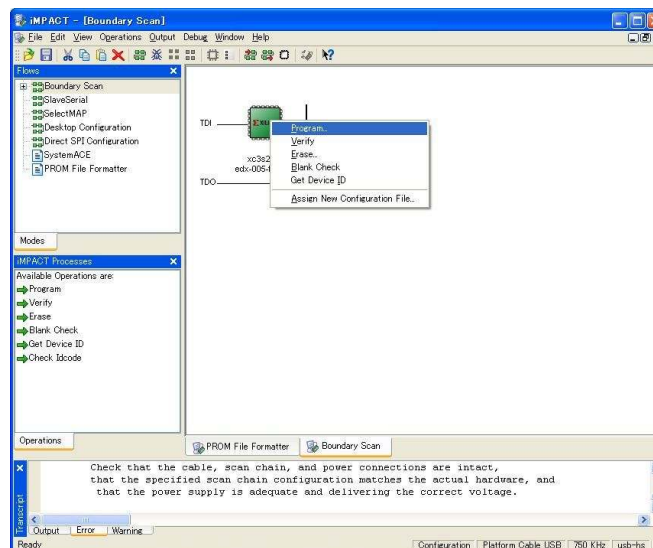 iMPACT - [Boundary Scan]
File Edit View Operations Output Debug Window Help
Flows
Boundary Scan
SlaveSerial
SelectMAP
Desktop Configuration
Direct SPI Configuration
SystemACE
PROM File Formatter
Modes
iMPACT Processes
Available Operations are:
Program
Verify
Erase
Blank Check
Get Device ID
Check Idcode
Operations
TDI
TDO
xc3s2
edx-005-f
Program..
Verify
Erase..
Blank Check
Get Device ID
Assign New Configuration File..
PROM File Formatter
Boundary Scan
Check that the cable, scan chain, and power connections are intact,
that the specified scan chain configuration matches the actual hardware, and
that the power supply is adequate and delivering the correct voltage.
Transcript
Output Error Warning
Ready
Configuration Platform Cable USB 750 KHz usb-hs